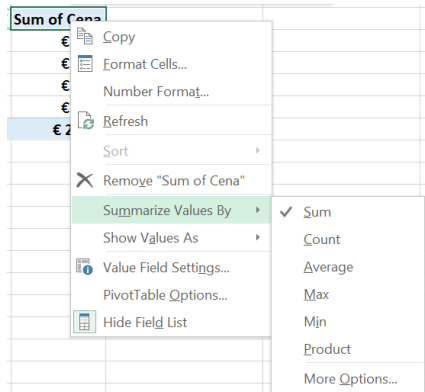 Sum of Cena
€
€
€
€
€ 2
Copy
Format Cells...
Number Format...
Refresh
Sort
Remove "Sum of Cena"
Summarize Values By
Show Values As
Value Field Settings...
PivotTable Options...
Hide Field List
Sum
Count
Average
Max
Min
Product
More Options...